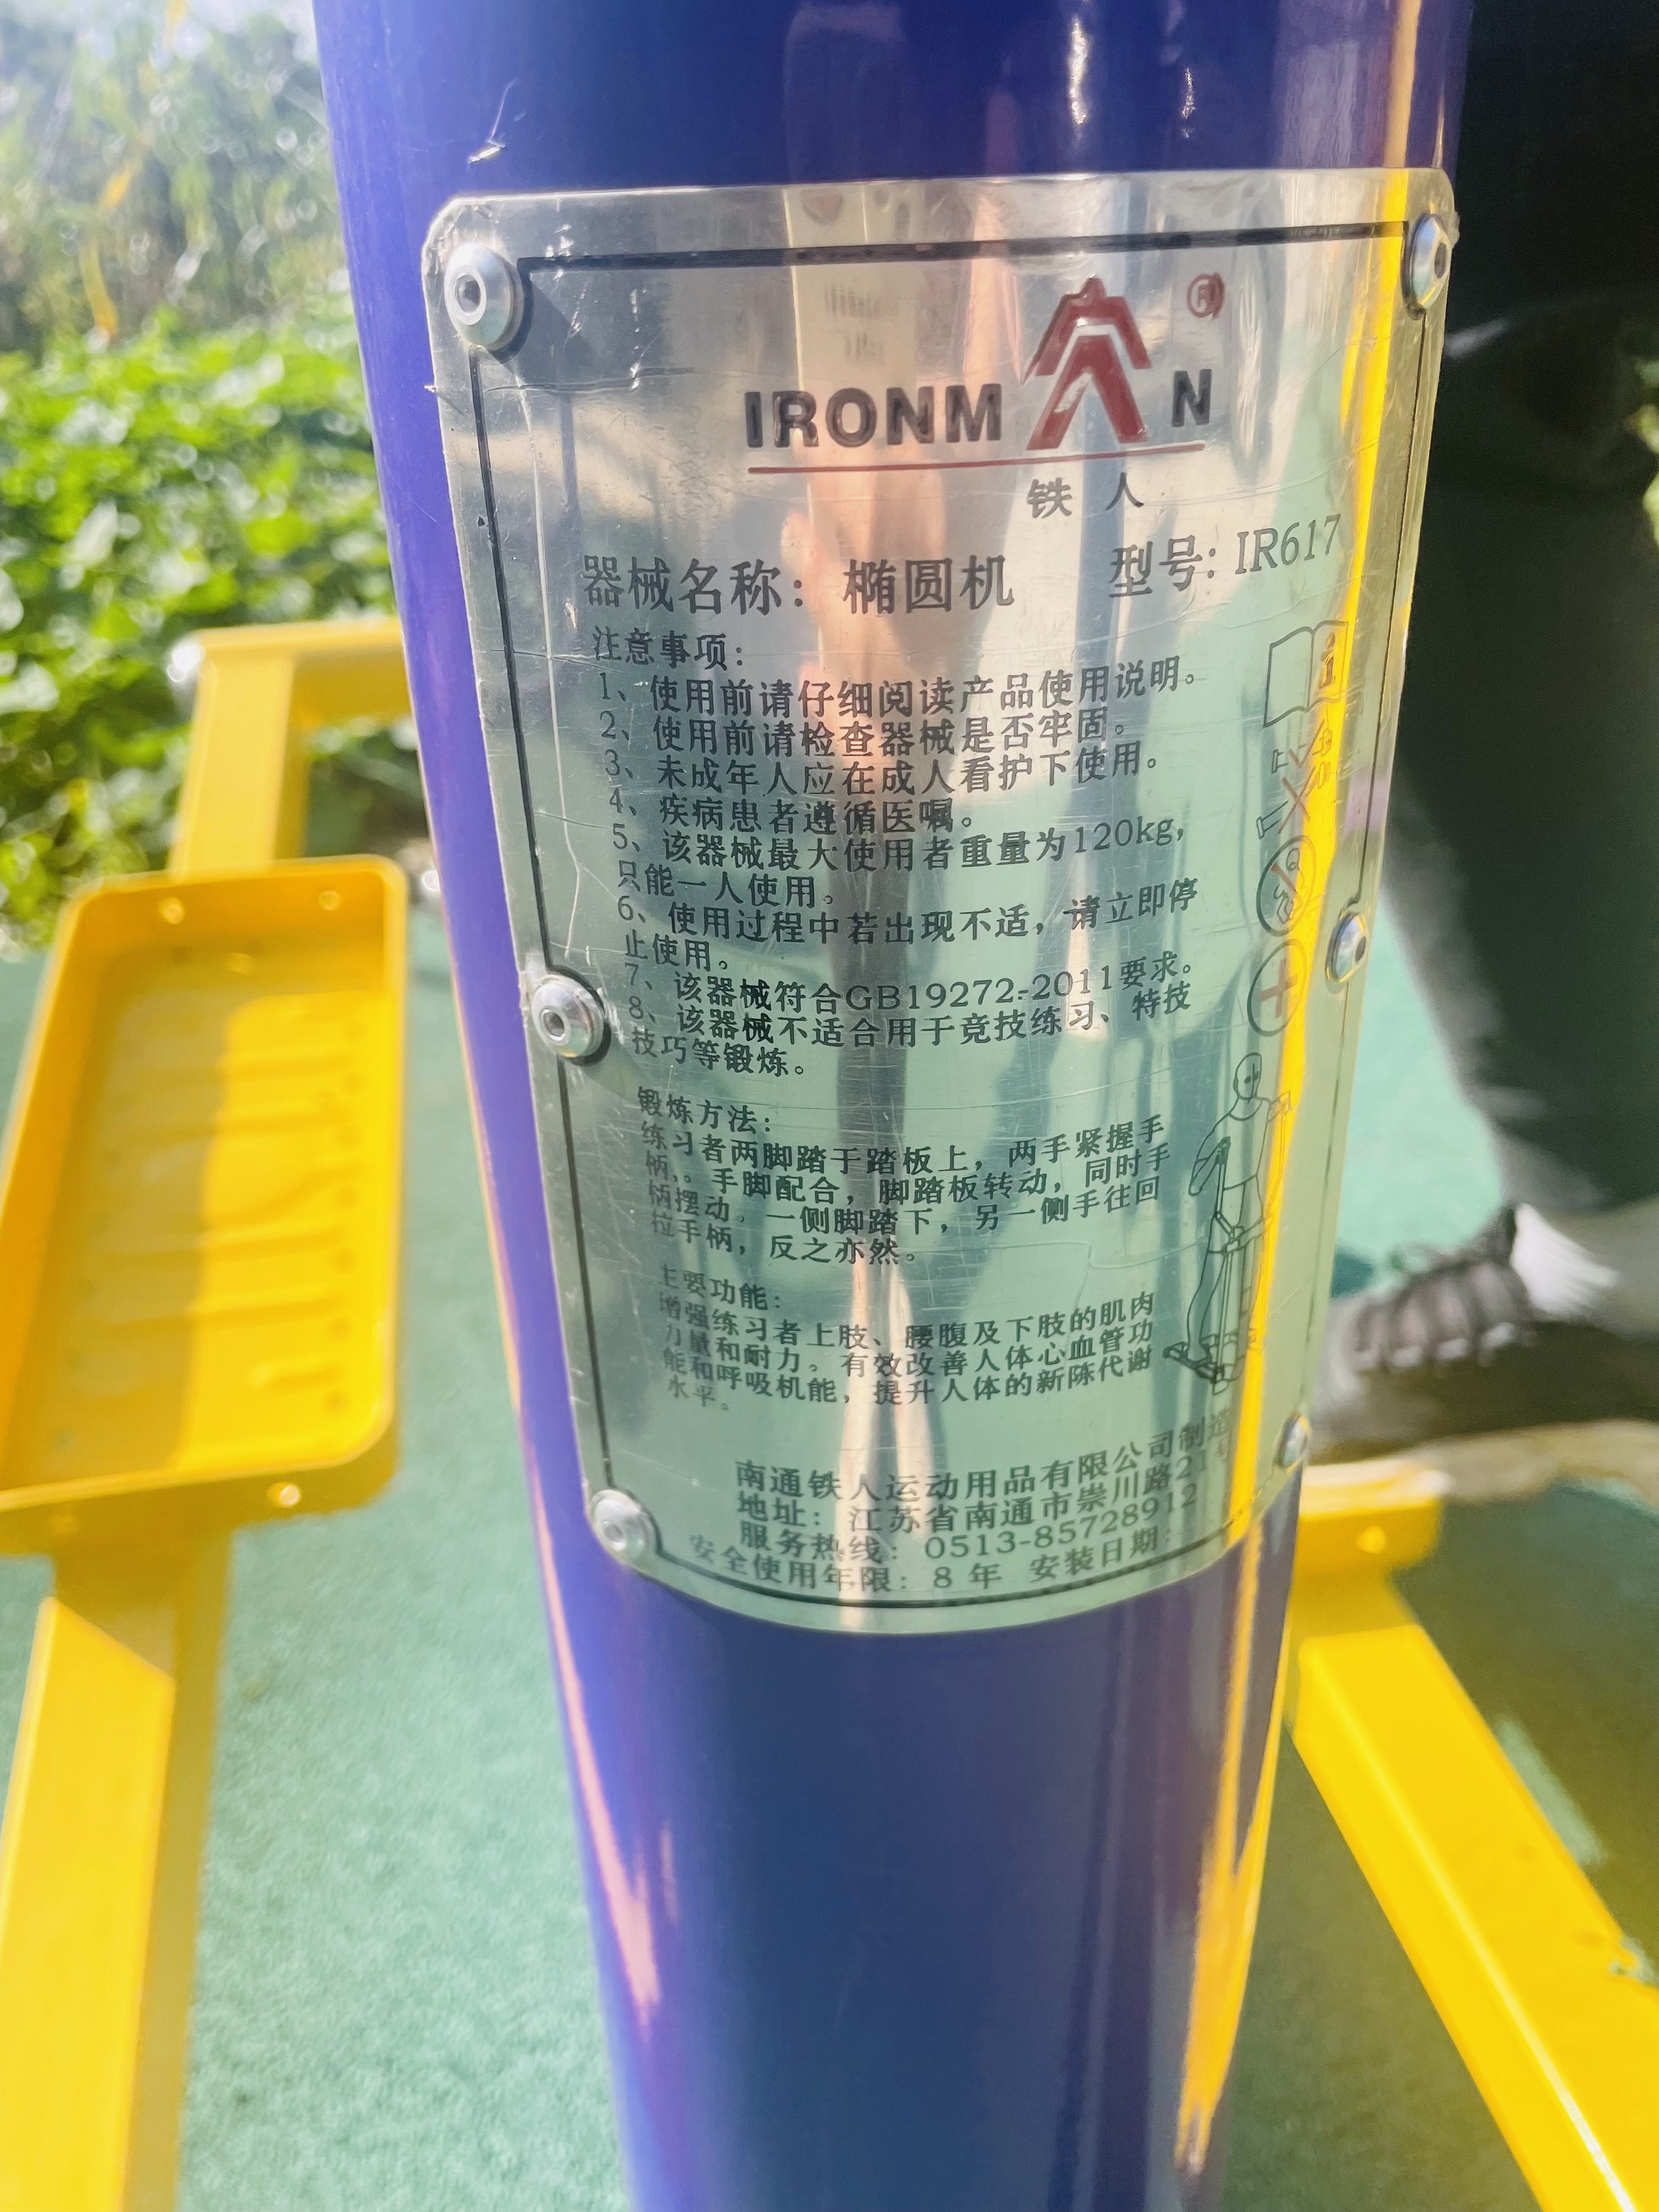 IRONMAN®
铁人
器械名称：椭圆机 型号：IR617
注意事项：
1、使用前请仔细阅读产品使用说明。
2、使用前请检查器械是否牢固。
3、未成年人应在成人看护下使用。
4、疾病患者遵循医嘱。
5、该器械最大使用者重量为120kg，
只能一人使用。
6、使用过程中若出现不适，请立即停
止使用。
7、该器械符合GB19272-2011要求。
8、该器械不适合用于竞技练习、特技
技巧等锻炼。
锻炼方法：
练习者两脚踏于踏板上，两手紧握手
柄，。手脚配合，脚踏板转动，同时手
柄摆动。一侧脚踏下，另一侧手往回
拉手柄，反之亦然。
主要功能：
增强练习者上肢、腰腹及下肢的肌肉
力量和耐力。有效改善人体心血管功
能和呼吸机能，提升人体的新陈代谢
水平。
南通铁人运动用品有限公司制造
地址：江苏省南通市崇川路21号
服务热线：0513-85728912
安全使用年限：8年 安装日期：